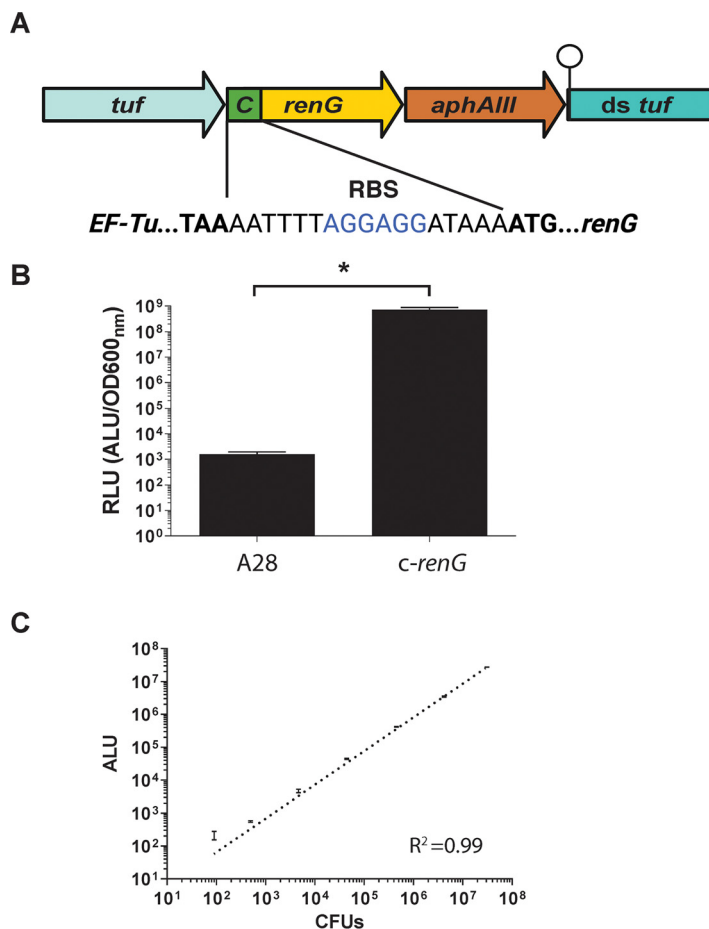 A
tuf C renG aphAIII ds tuf
RBS
EF-Tu...TAAAATTTTAGGAGGATAAAATG...renG
B
*
RLU (ALU/OD600nm)
10⁹
10⁸
10⁷
10⁶
10⁵
10⁴
10³
10²
10¹
10⁰
A28 c-renG
C
ALU
10⁸
10⁷
10⁶
10⁵
10⁴
10³
10²
10¹
R²=0.99
10¹ 10² 10³ 10⁴ 10⁵ 10⁶ 10⁷ 10⁸
CFUs